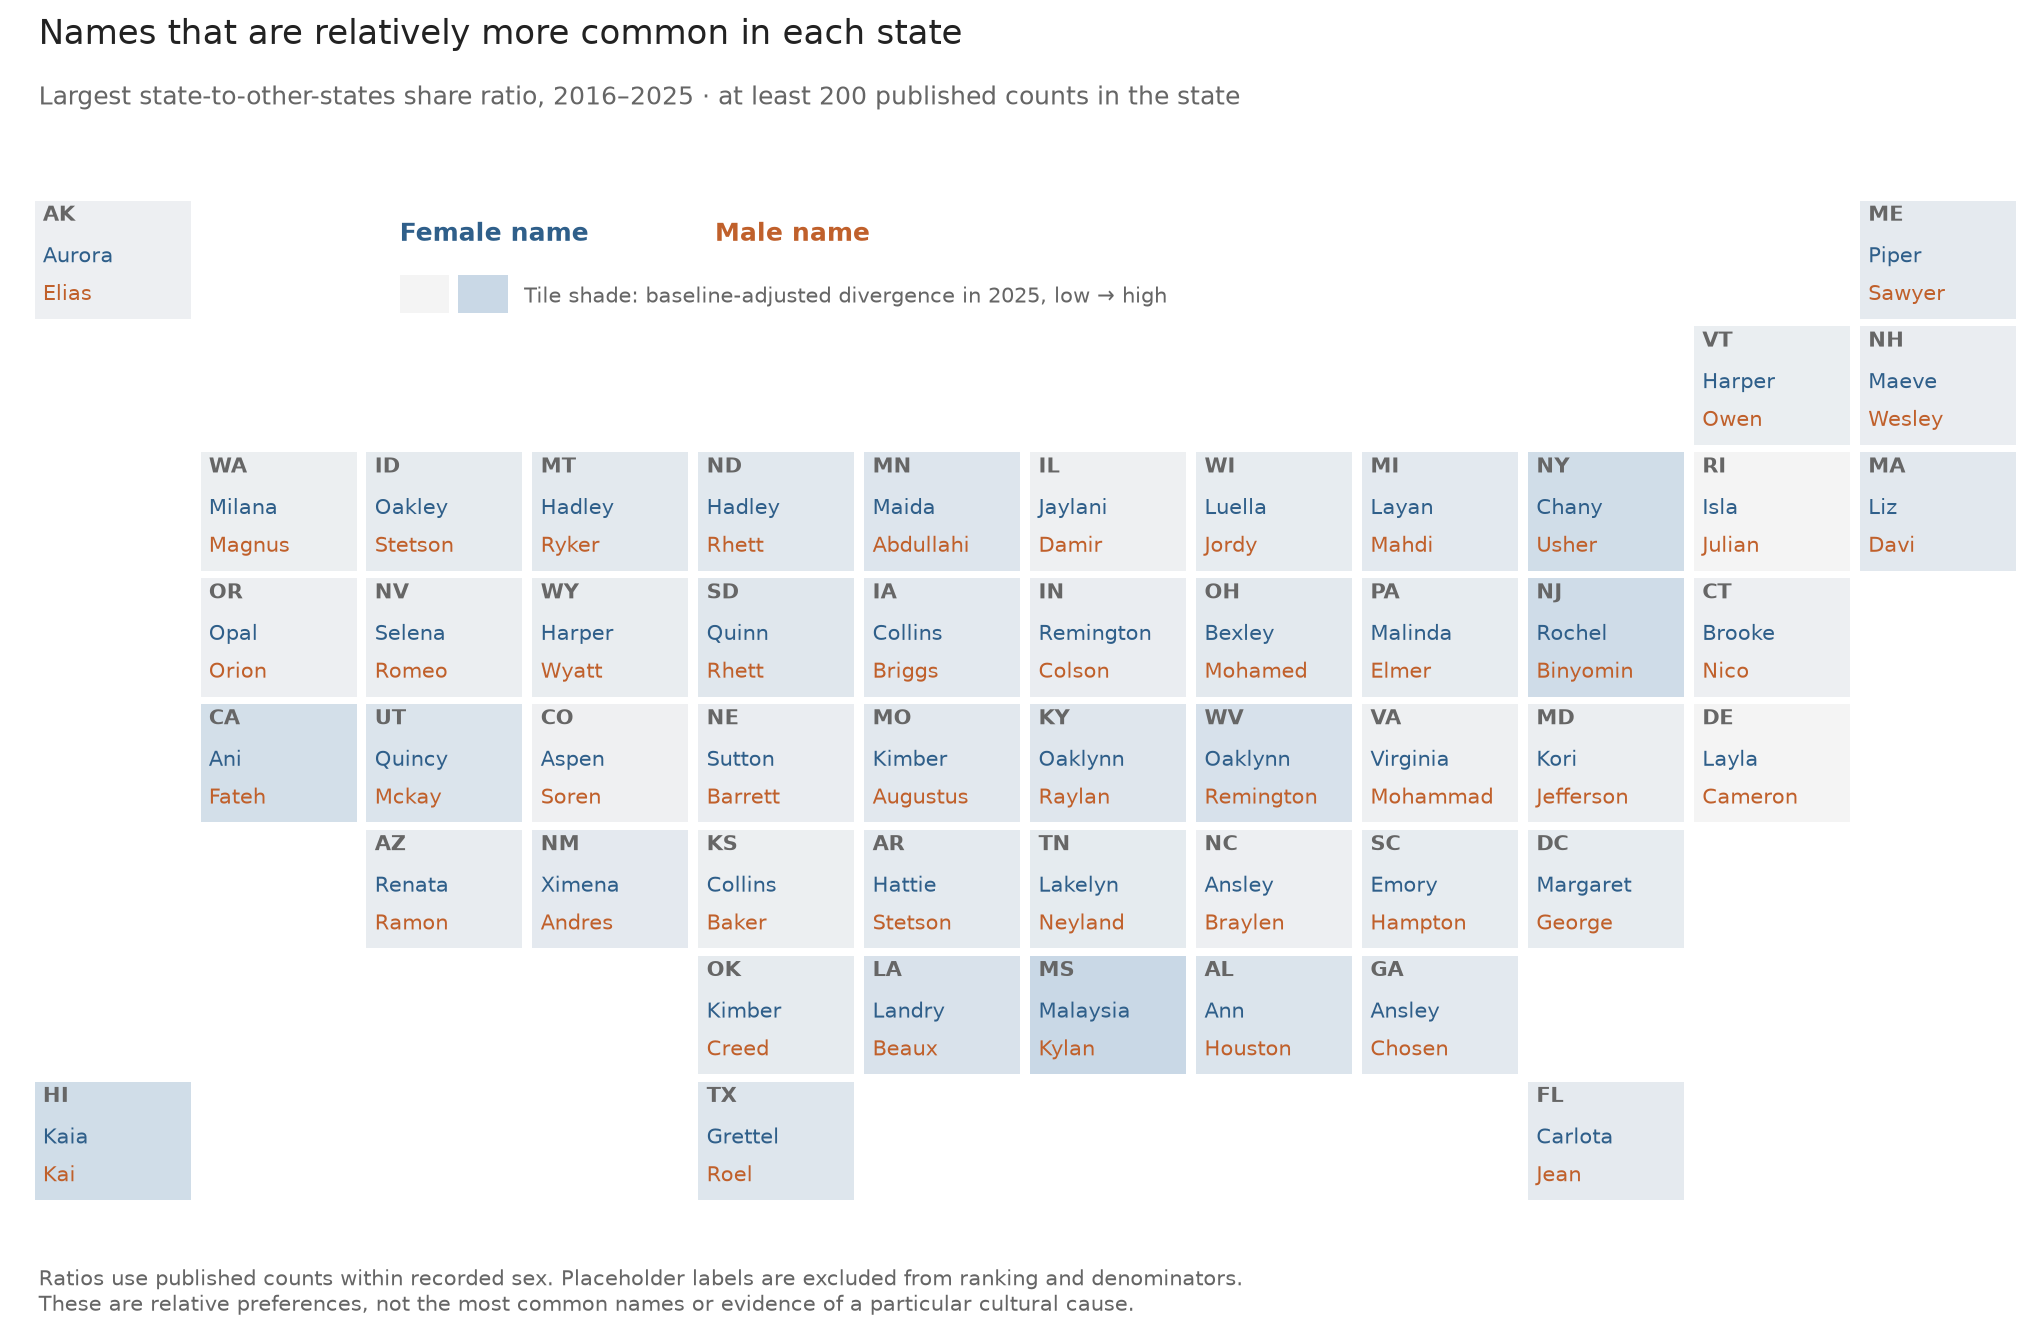 Names that are relatively more common in each state
Largest state-to-other-states share ratio, 2016–2025 · at least 200 published counts in the state
AK
Aurora
Elias
Female name
Male name
Tile shade: baseline-adjusted divergence in 2025, low → high
ME
Piper
Sawyer
VT
Harper
Owen
NH
Maeve
Wesley
WA
Milana
Magnus
ID
Oakley
Stetson
MT
Hadley
Ryker
ND
Hadley
Rhett
MN
Maida
Abdullahi
IL
Jaylani
Damir
WI
Luella
Jordy
MI
Layan
Mahdi
NY
Chany
Usher
RI
Isla
Julian
MA
Liz
Davi
OR
Opal
Orion
NV
Selena
Romeo
WY
Harper
Wyatt
SD
Quinn
Rhett
IA
Collins
Briggs
IN
Remington
Colson
OH
Bexley
Mohamed
PA
Malinda
Elmer
NJ
Rochel
Binyomin
CT
Brooke
Nico
CA
Ani
Fateh
UT
Quincy
Mckay
CO
Aspen
Soren
NE
Sutton
Barrett
MO
Kimber
Augustus
KY
Oaklynn
Raylan
WV
Oaklynn
Remington
VA
Virginia
Mohammad
MD
Kori
Jefferson
DE
Layla
Cameron
AZ
Renata
Ramon
NM
Ximena
Andres
KS
Collins
Baker
AR
Hattie
Stetson
TN
Lakelyn
Neyland
NC
Ansley
Braylen
SC
Emory
Hampton
DC
Margaret
George
OK
Kimber
Creed
LA
Landry
Beaux
MS
Malaysia
Kylan
AL
Ann
Houston
GA
Ansley
Chosen
HI
Kaia
Kai
TX
Grettel
Roel
FL
Carlota
Jean
Ratios use published counts within recorded sex. Placeholder labels are excluded from ranking and denominators.
These are relative preferences, not the most common names or evidence of a particular cultural cause.